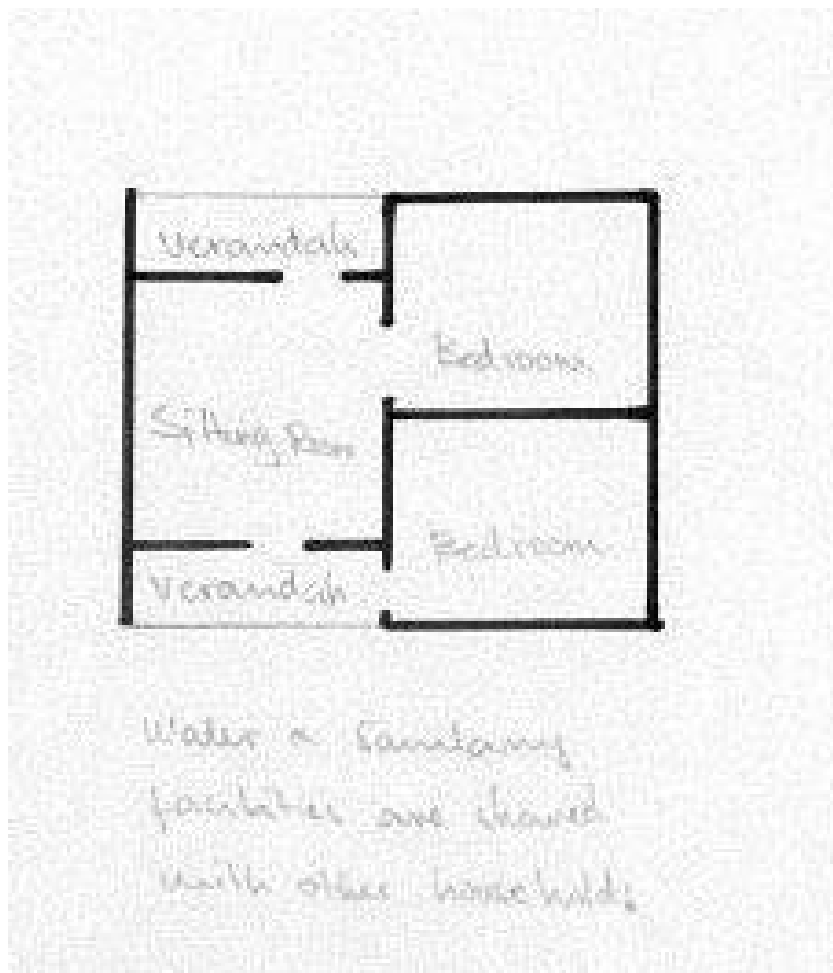 Verandah
Bedroom
Sitting Room
Bedroom
Verandah
Water & Sanitary
facilities are shared
with other households